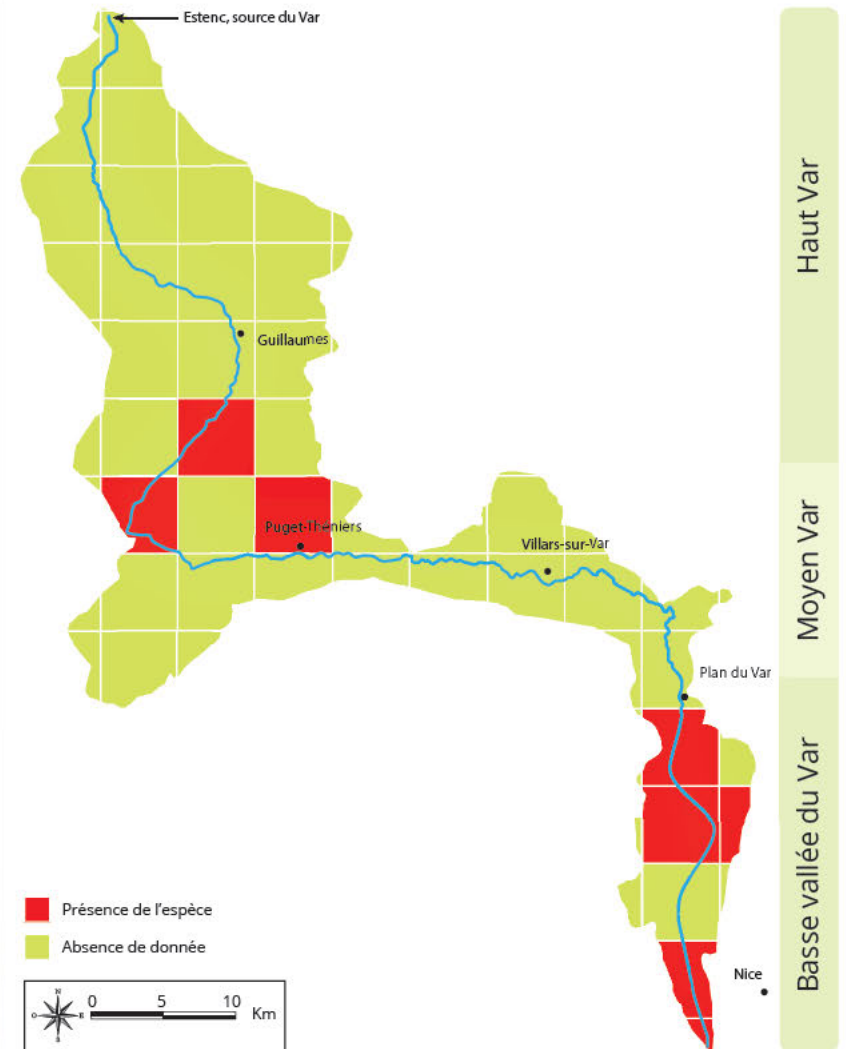 Estenc, source du Var
Haut Var
Guillaumes
Puget-Theniers
Villars-sur-Var
Moyen Var
Plan du Var
Basse vallée du Var
Présence de l'espèce
Absence de donnée
Nice
N
O E
S
0 5 10 Km